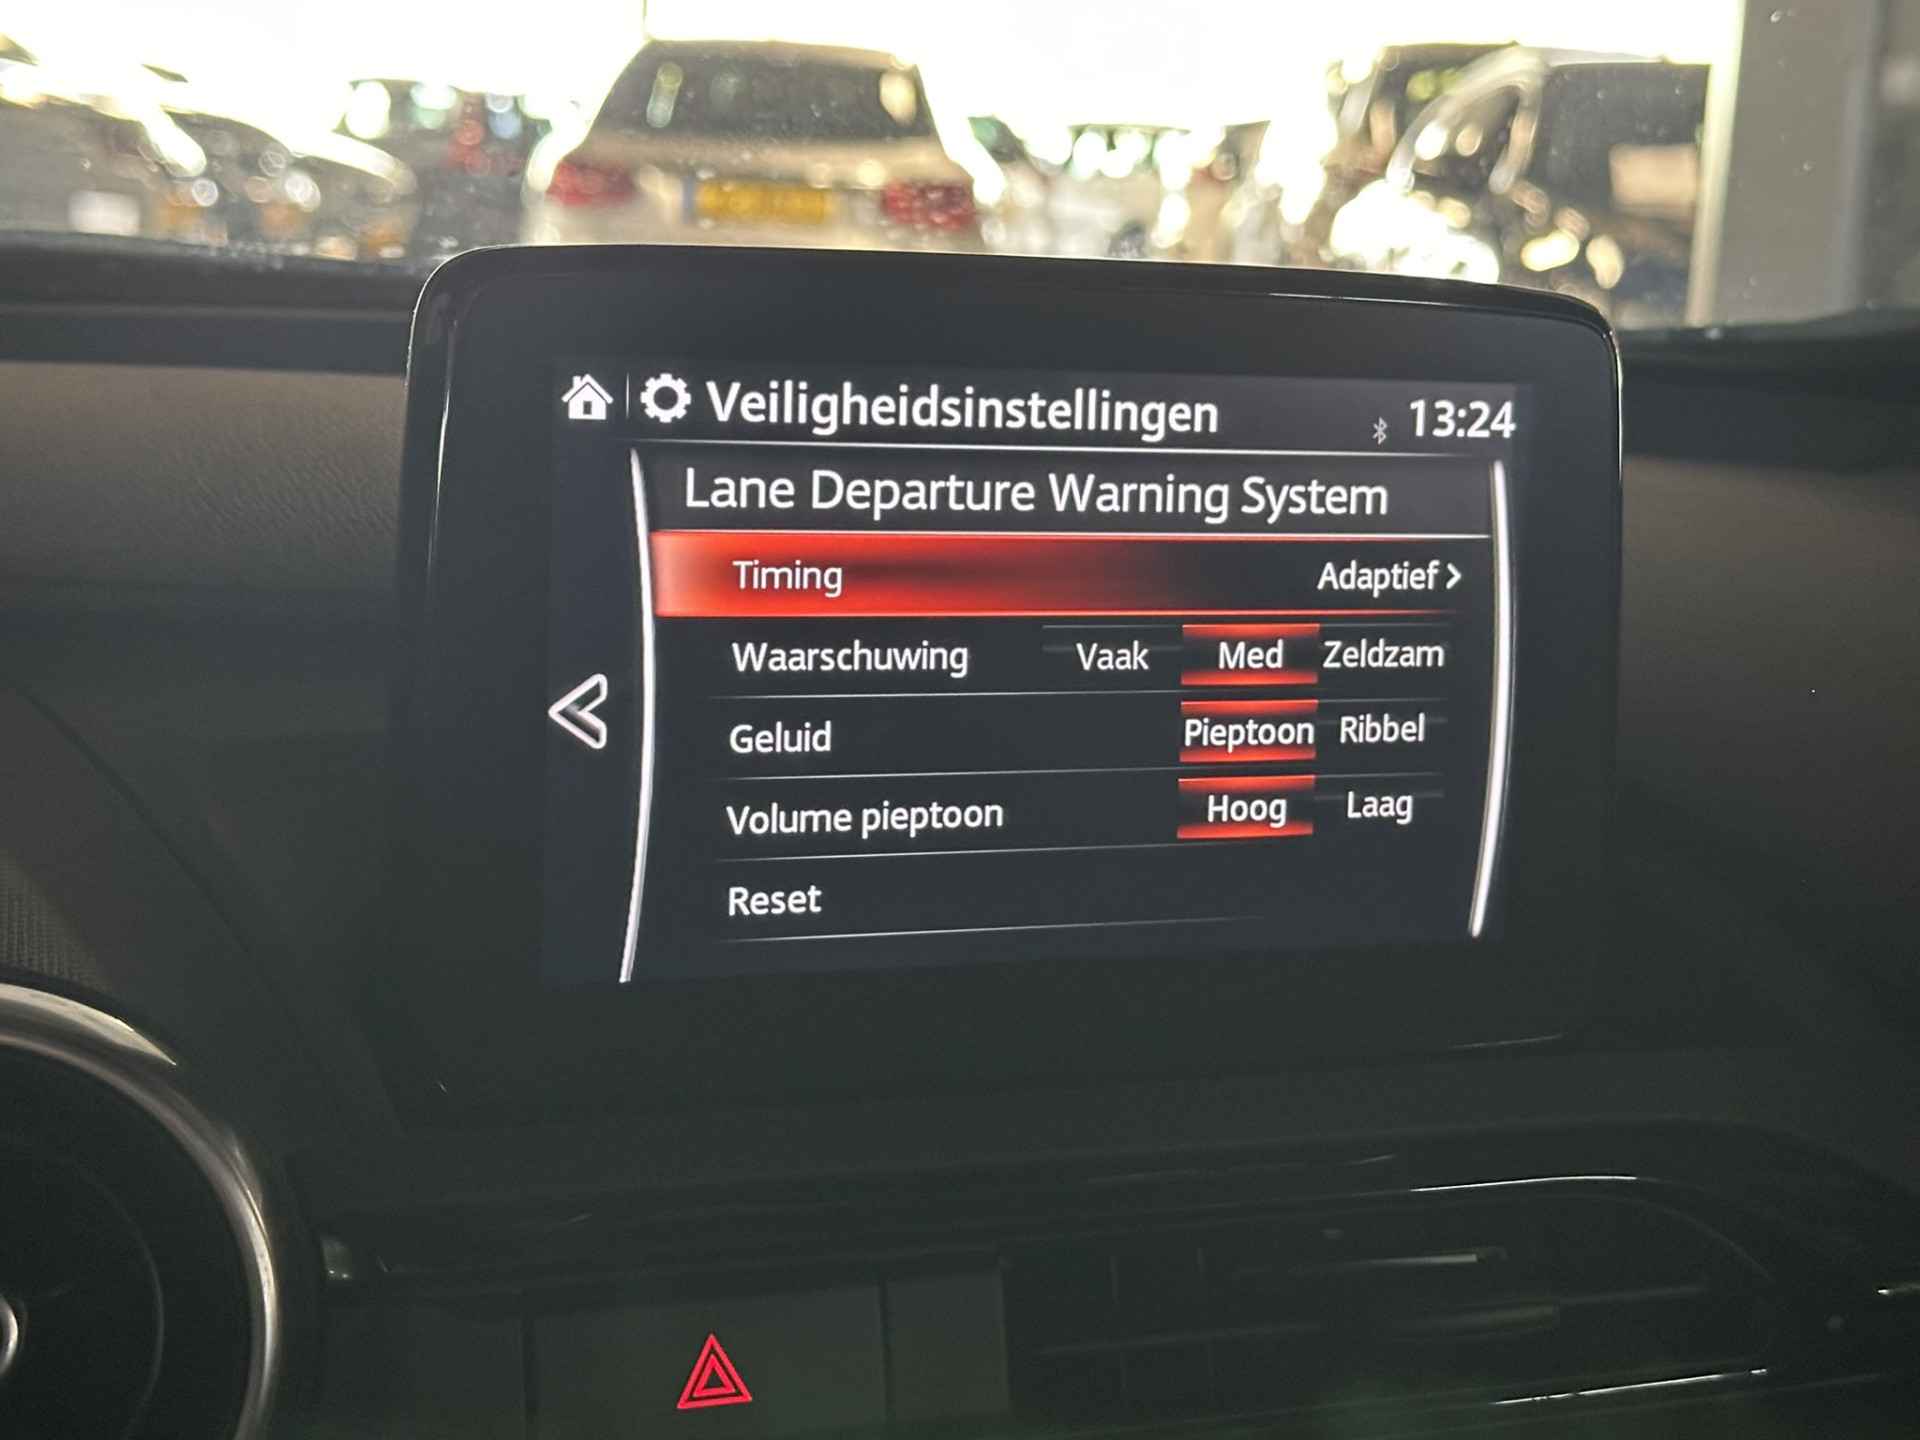 Veiligheidsinstellingen 13:24
Lane Departure Warning System
Timing Adaptief >
Waarschuwing Vaak Med Zeldzam
Geluid Pieptoon Ribbel
Volume pieptoon Hoog Laag
Reset